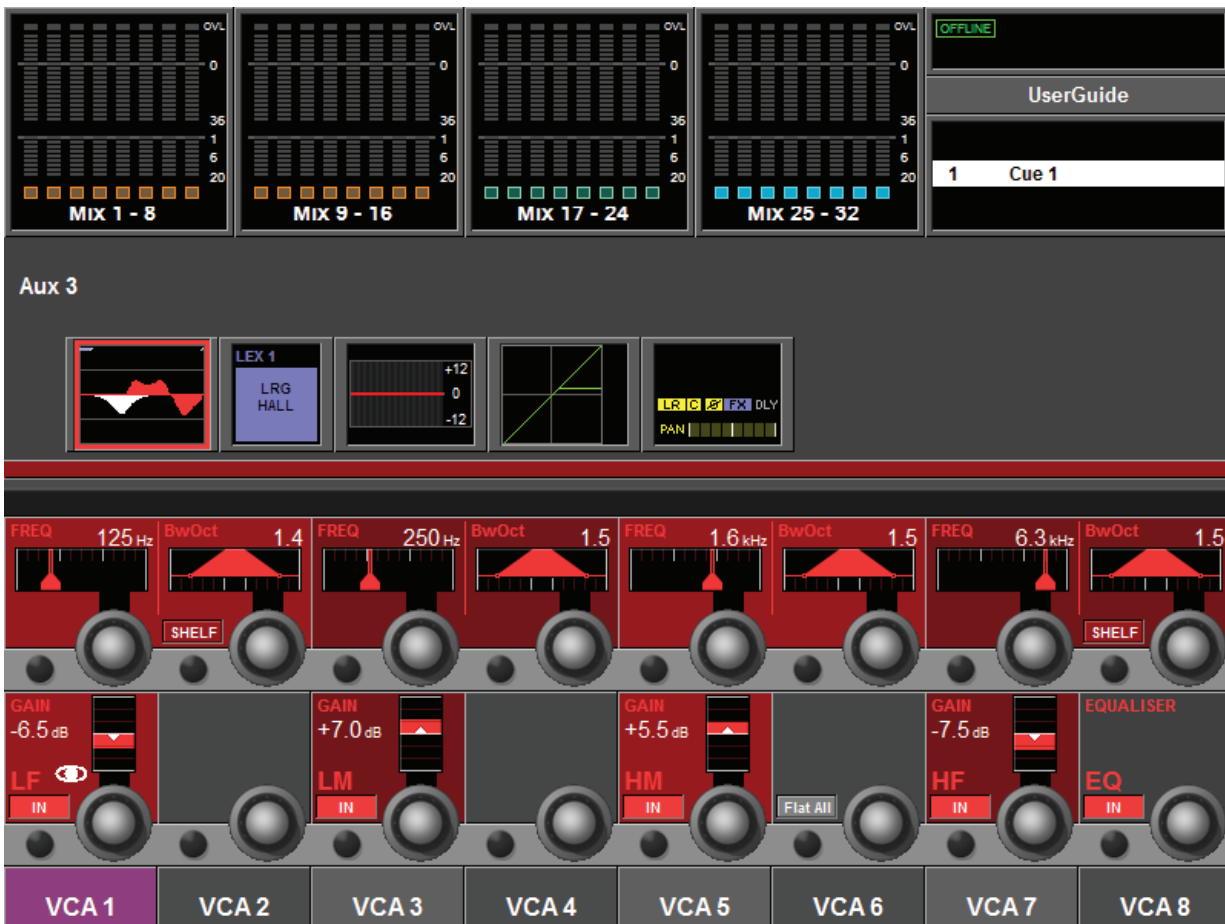 OVL
0
36
1
6
20
Mix 1 - 8
OVL
0
36
1
6
20
Mix 9 - 16
OVL
0
36
1
6
20
Mix 17 - 24
OVL
0
36
1
6
20
Mix 25 - 32
OFFLINE
UserGuide
1 Cue 1
Aux 3
LEX 1
LRG
HALL
+12
0
-12
LR C Ø FX DLY
PAN
FREQ 125 Hz
BwOct 1.4
SHELF
FREQ 250 Hz
BwOct 1.5
FREQ 1.6 kHz
BwOct 1.5
FREQ 6.3 kHz
BwOct 1.5
SHELF
GAIN
-6.5 dB
LF
IN
GAIN
+7.0 dB
LM
IN
GAIN
+5.5 dB
HM
IN
Flat All
GAIN
-7.5 dB
HF
IN
EQUALISER
EQ
IN
VCA 1
VCA 2
VCA 3
VCA 4
VCA 5
VCA 6
VCA 7
VCA 8